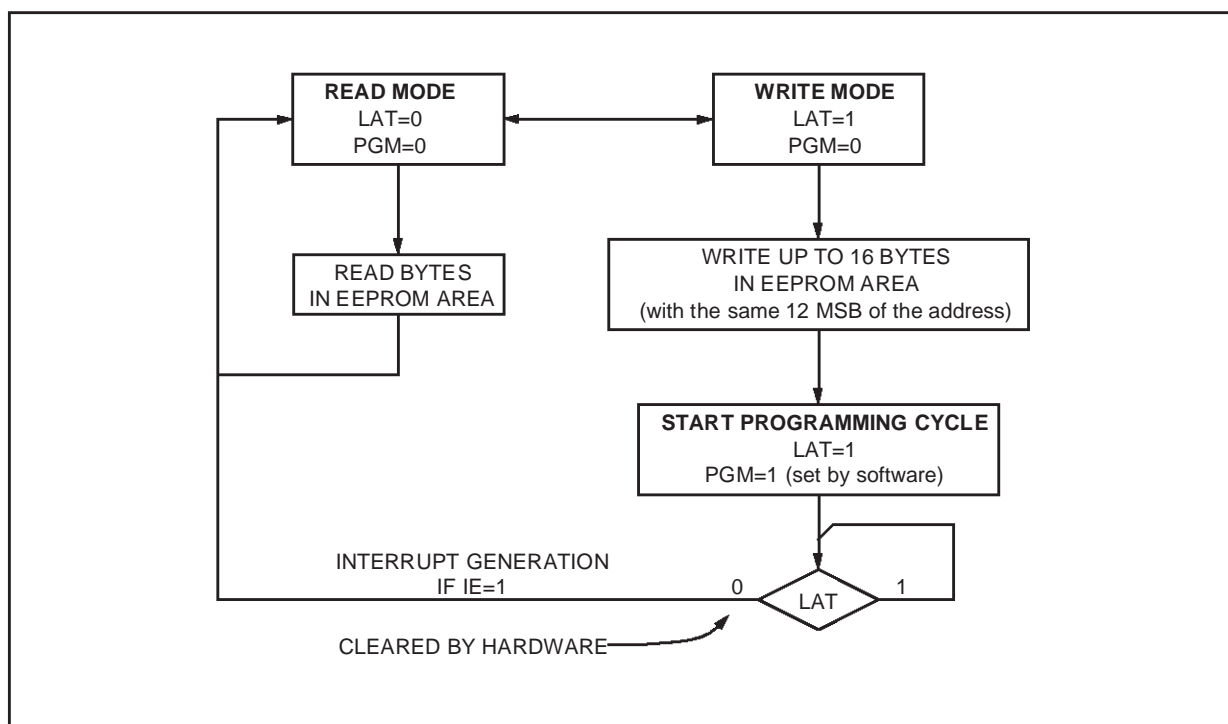 READ MODE
LAT=0
PGM=0
WRITE MODE
LAT=1
PGM=0
READ BYTES
IN EEPROM AREA
WRITE UP TO 16 BYTES
IN EEPROM AREA
(with the same 12 MSB of the address)
START PROGRAMMING CYCLE
LAT=1
PGM=1 (set by software)
INTERRUPT GENERATION
IF IE=1
0
LAT
1
CLEARED BY HARDWARE